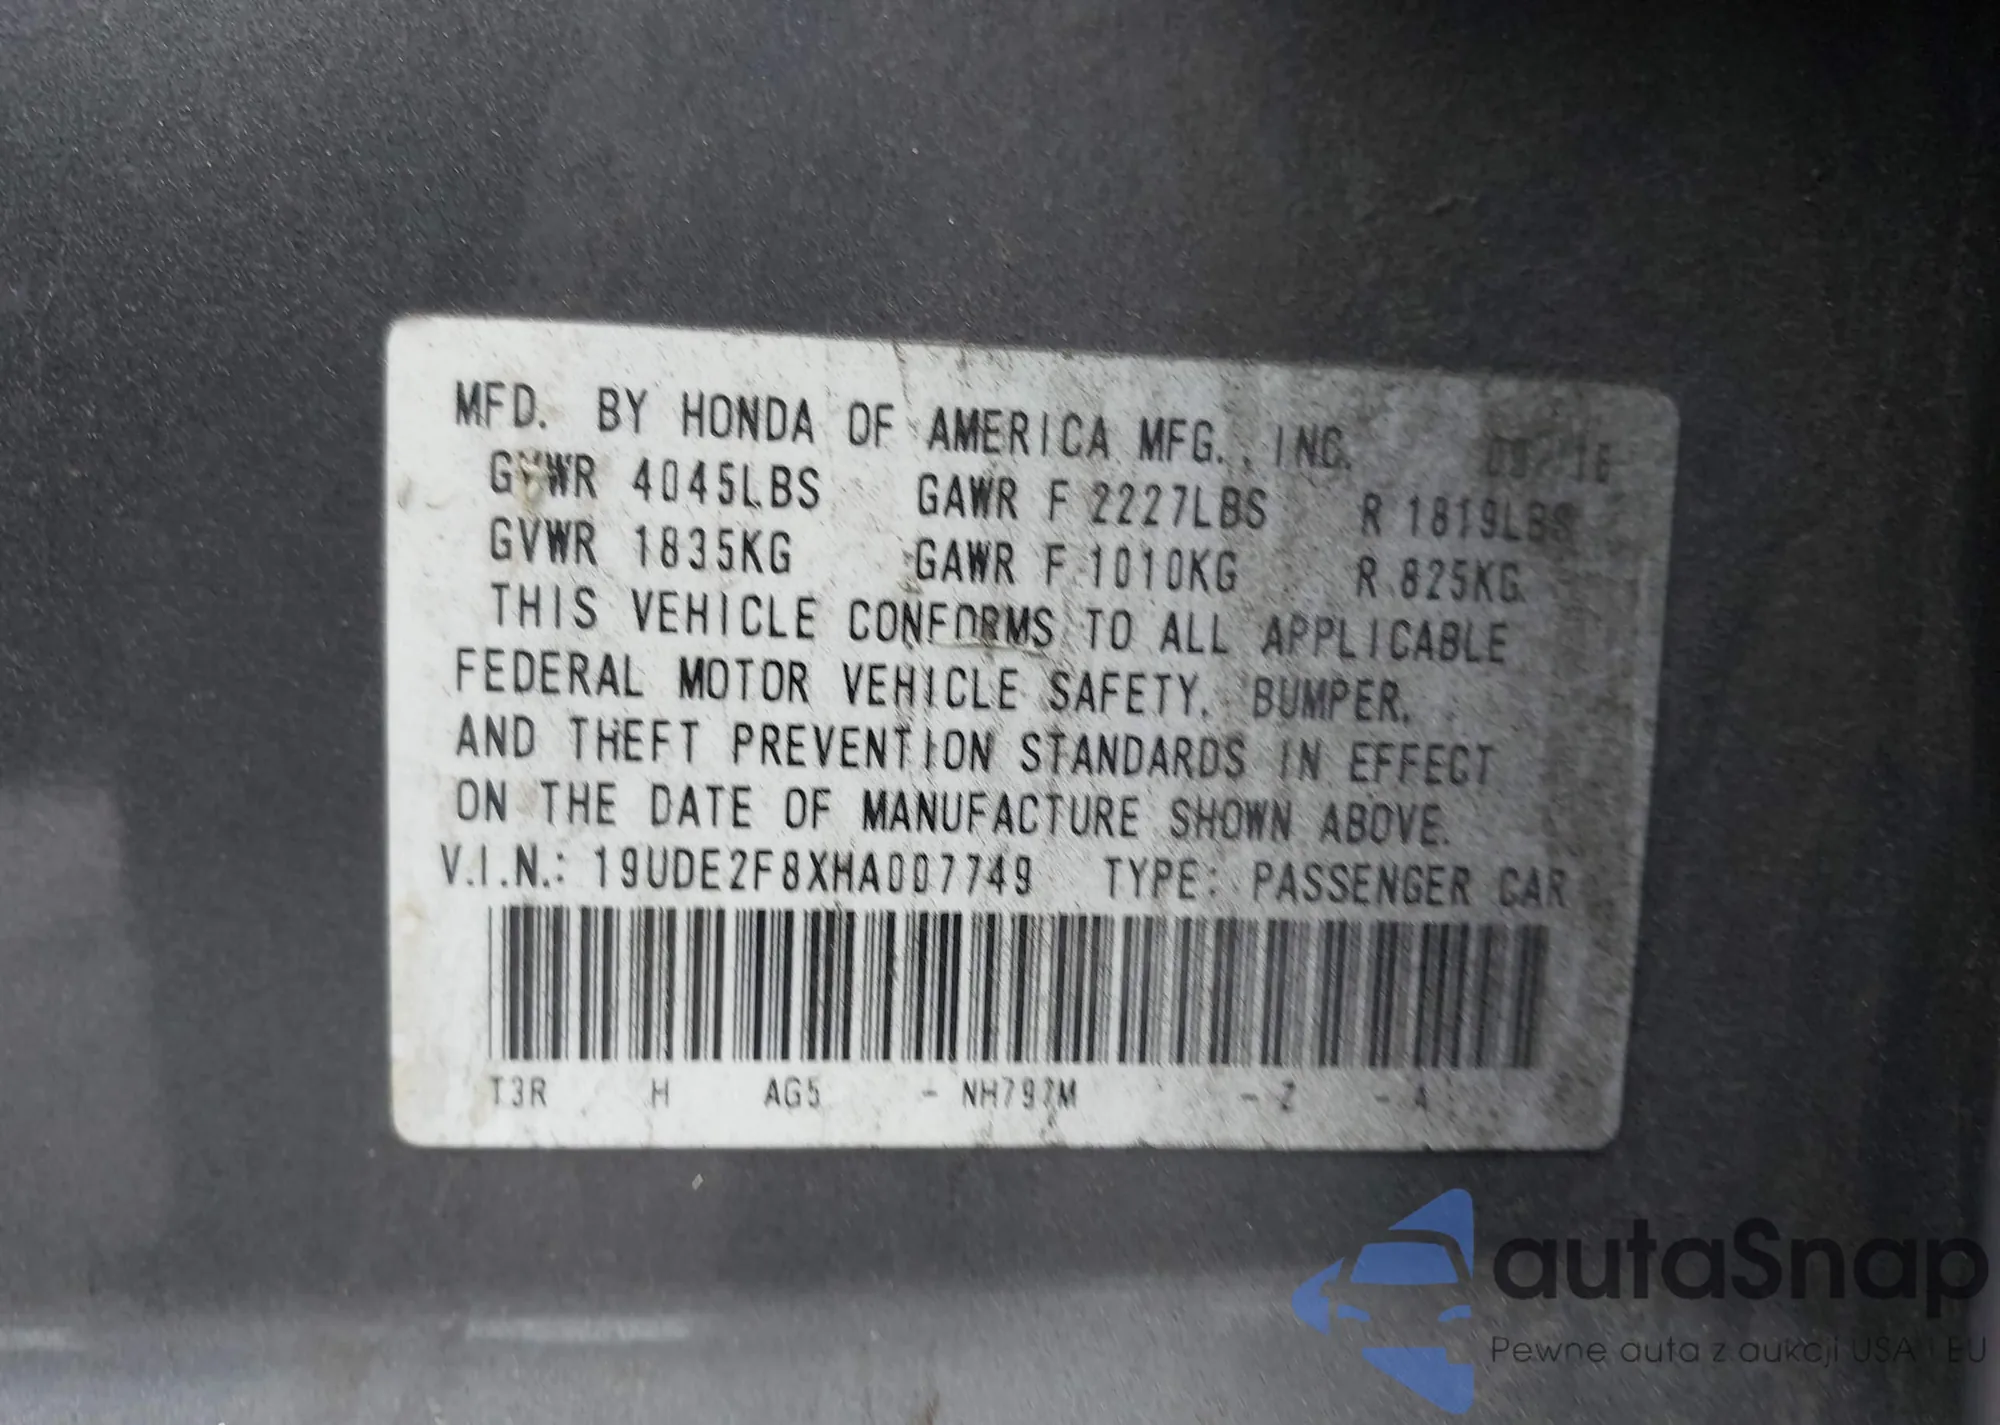 MFD. BY HONDA OF AMERICA MFG., INC. 09/16
GVWR 4045LBS GAWR F 2227LBS R 1819LBS
GVWR 1835KG GAWR F 1010KG R 825KG
THIS VEHICLE CONFORMS TO ALL APPLICABLE
FEDERAL MOTOR VEHICLE SAFETY, BUMPER,
AND THEFT PREVENTION STANDARDS IN EFFECT
ON THE DATE OF MANUFACTURE SHOWN ABOVE.
V.I.N.: 19UDE2F8XHA007749 TYPE: PASSENGER CAR
T3R H AG5 - NH797M - Z - A
autaSnap
Pewne auta z aukcji USA i EU